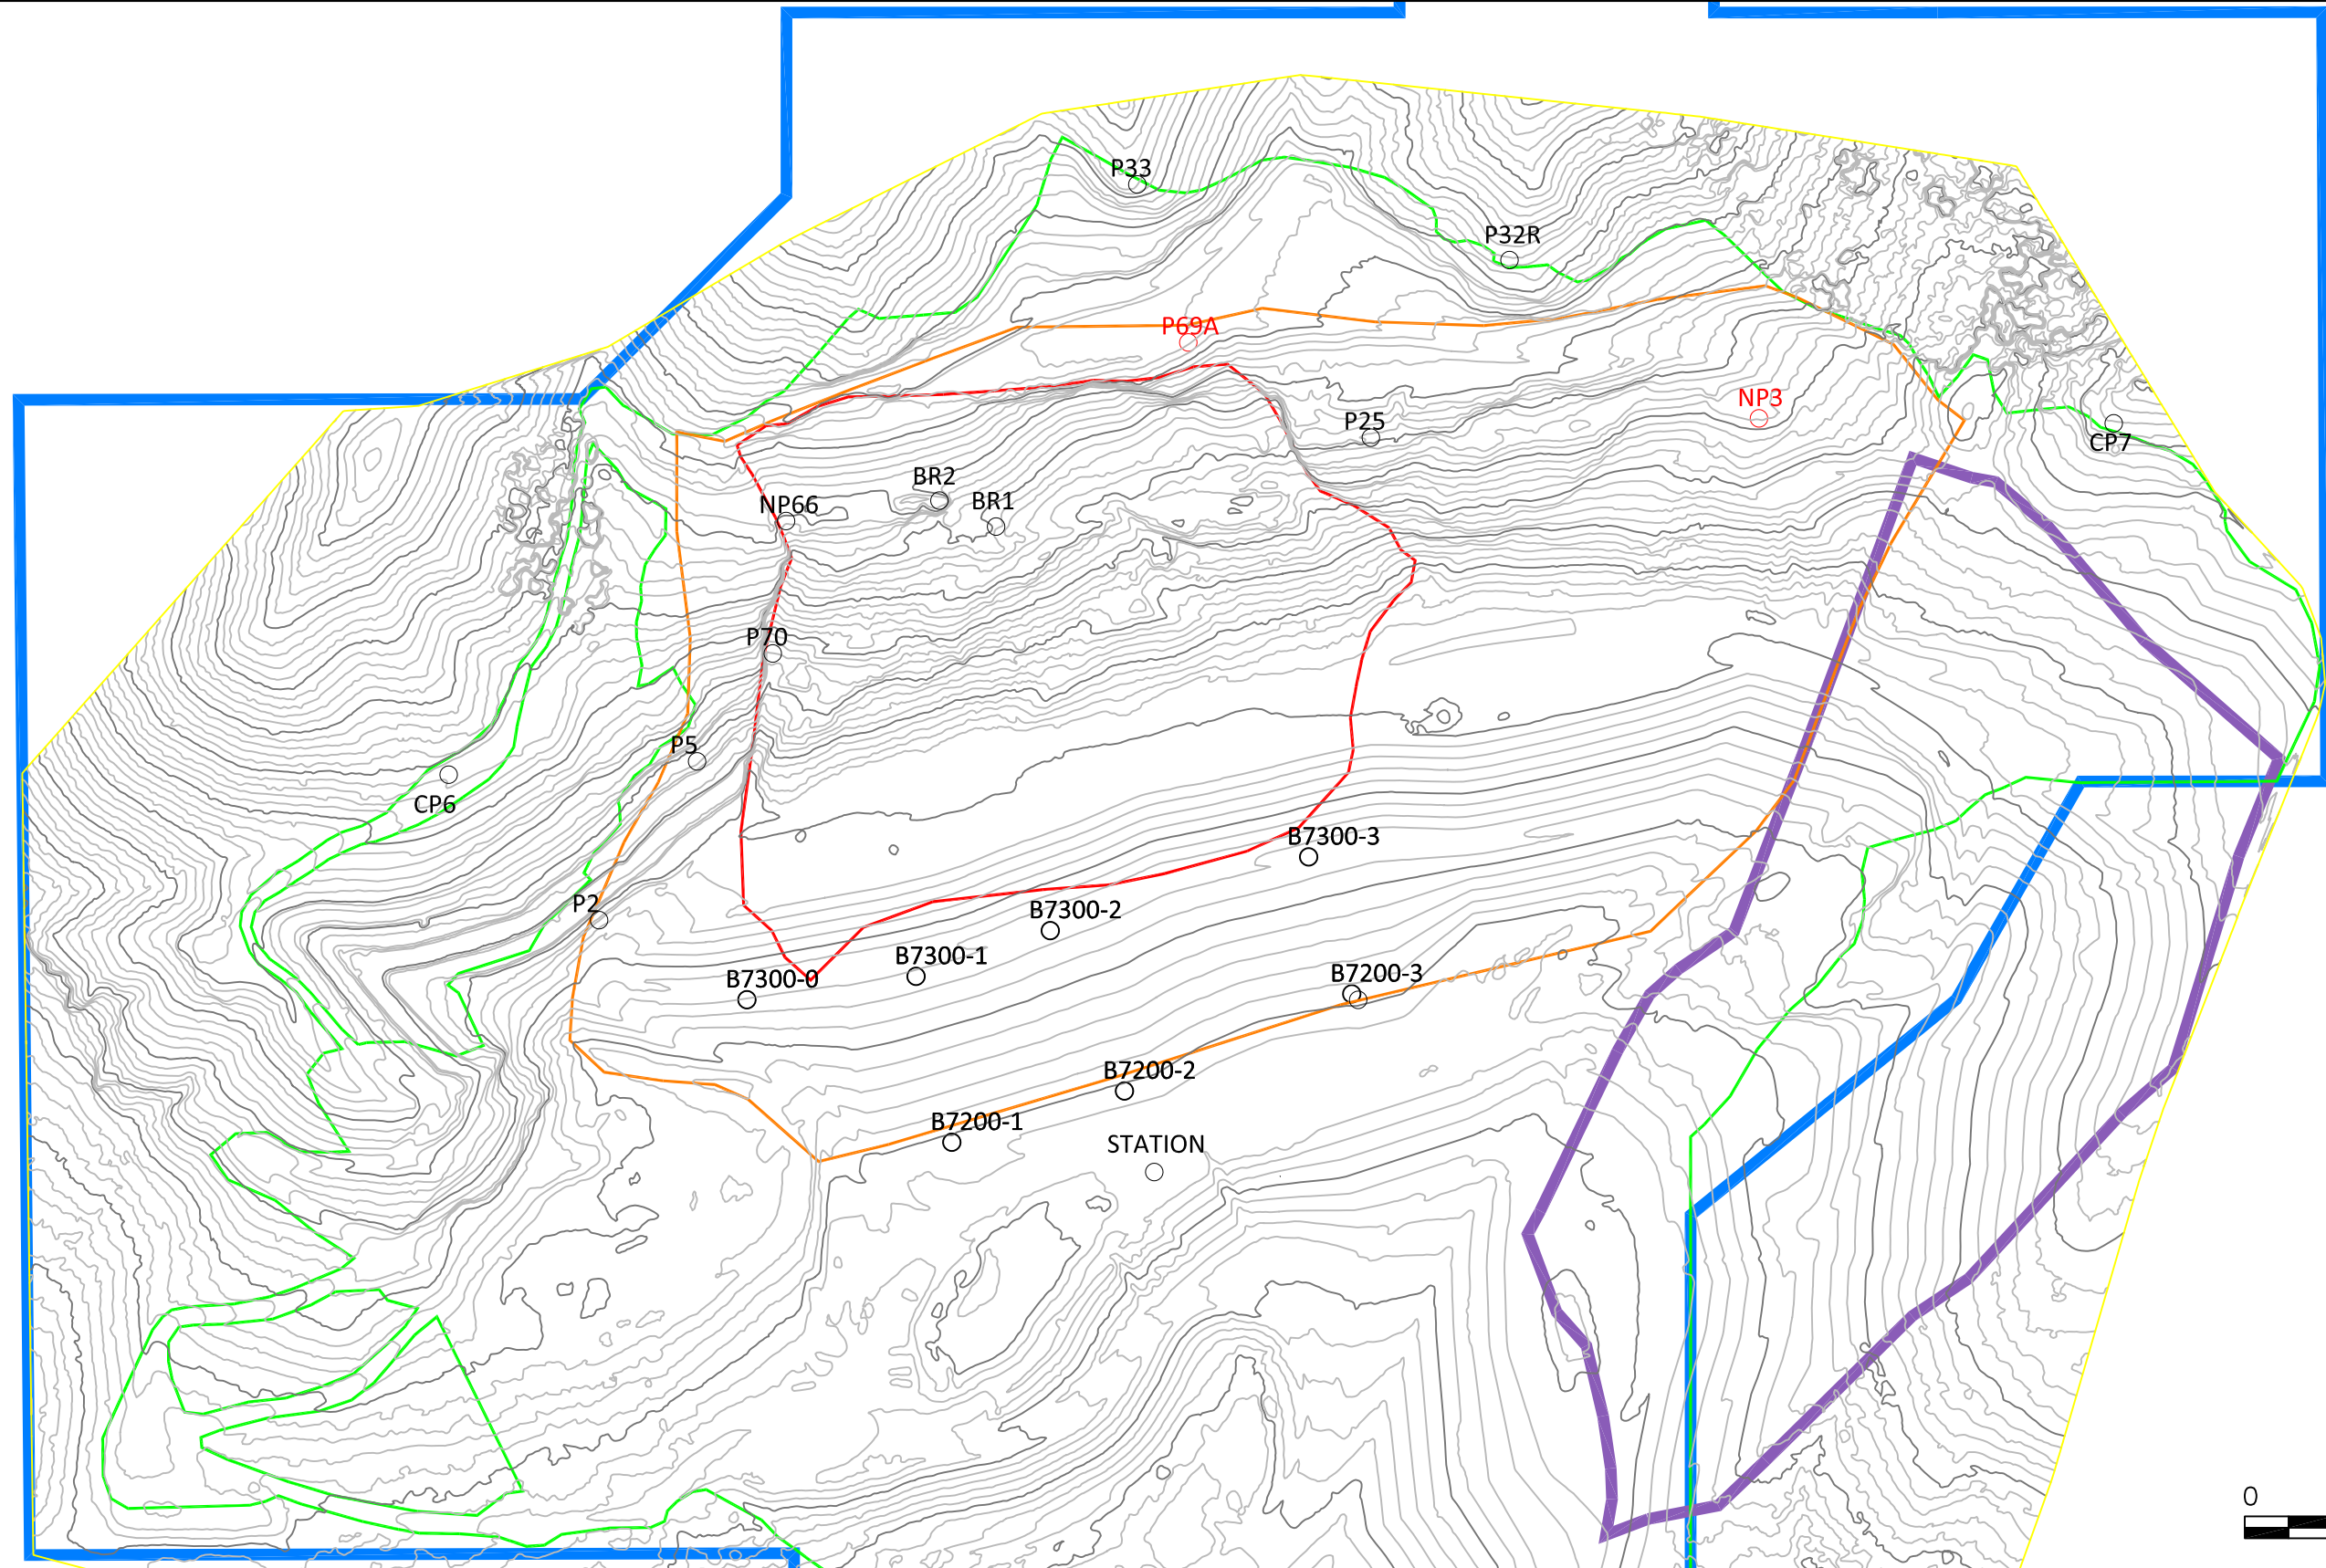 P33
P32R
P69A
NP3
P25
CP7
BR2
BR1
NP66
P70
P5
CP6
B7300-3
P2
B7300-2
B7300-1
B7300-0
B7200-3
B7200-2
B7200-1
STATION
0